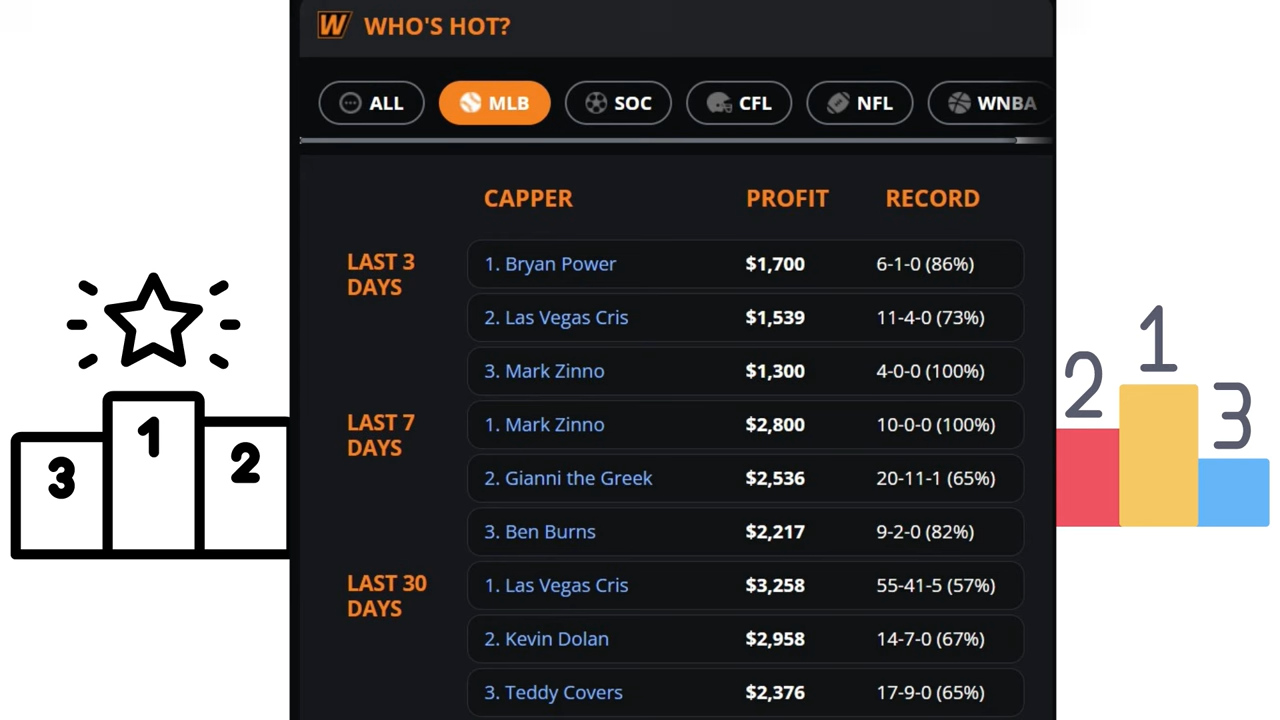 W WHO'S HOT?
ALL MLB SOC CFL NFL WNBA
CAPPER PROFIT RECORD
LAST 3 DAYS
1. Bryan Power $1,700 6-1-0 (86%)
2. Las Vegas Cris $1,539 11-4-0 (73%)
3. Mark Zinno $1,300 4-0-0 (100%)
LAST 7 DAYS
1. Mark Zinno $2,800 10-0-0 (100%)
2. Gianni the Greek $2,536 20-11-1 (65%)
3. Ben Burns $2,217 9-2-0 (82%)
LAST 30 DAYS
1. Las Vegas Cris $3,258 55-41-5 (57%)
2. Kevin Dolan $2,958 14-7-0 (67%)
3. Teddy Covers $2,376 17-9-0 (65%)
3 1 2
2 1 3